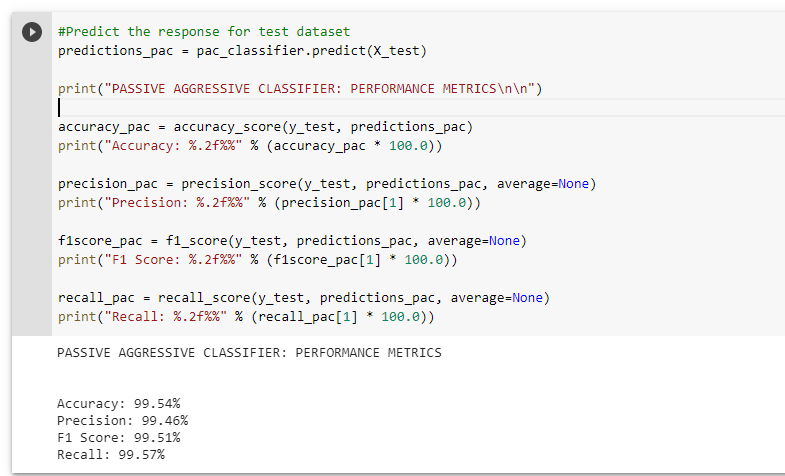 #Predict the response for test dataset
predictions_pac = pac_classifier.predict(X_test)
print("PASSIVE AGGRESSIVE CLASSIFIER: PERFORMANCE METRICS\n\n")
accuracy_pac = accuracy_score(y_test, predictions_pac)
print("Accuracy: %.2f%%" % (accuracy_pac * 100.0))
precision_pac = precision_score(y_test, predictions_pac, average=None)
print("Precision: %.2f%%" % (precision_pac[1] * 100.0))
f1score_pac = f1_score(y_test, predictions_pac, average=None)
print("F1 Score: %.2f%%" % (f1score_pac[1] * 100.0))
recall_pac = recall_score(y_test, predictions_pac, average=None)
print("Recall: %.2f%%" % (recall_pac[1] * 100.0))
PASSIVE AGGRESSIVE CLASSIFIER: PERFORMANCE METRICS
Accuracy: 99.54%
Precision: 99.46%
F1 Score: 99.51%
Recall: 99.57%